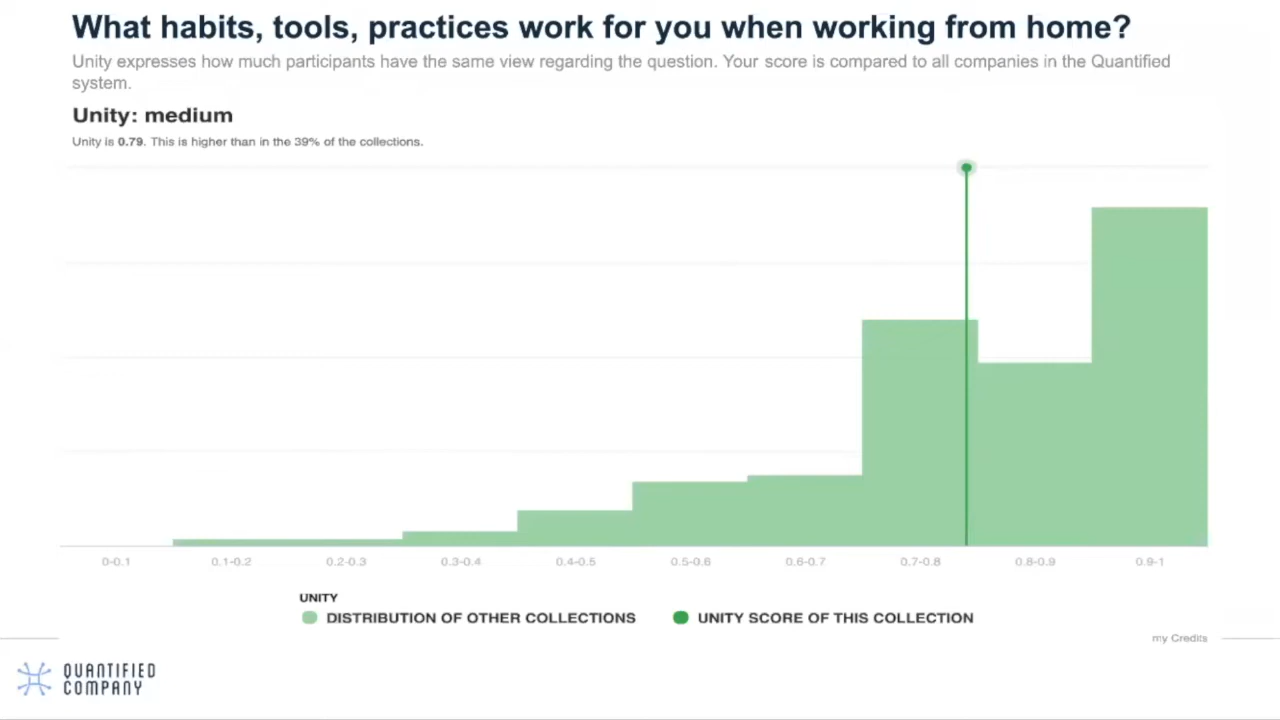 What habits, tools, practices work for you when working from home?
Unity expresses how much participants have the same view regarding the question. Your score is compared to all companies in the Quantified
system.
Unity: medium
Unity is 0.79. This is higher than in the 39% of the collections.
0-0.1 0.1-0.2 0.2-0.3 0.3-0.4 0.4-0.5 0.5-0.6 0.6-0.7 0.7-0.8 0.8-0.9 0.9-1
UNITY
DISTRIBUTION OF OTHER COLLECTIONS UNITY SCORE OF THIS COLLECTION
my Credits
QUANTIFIED
COMPANY